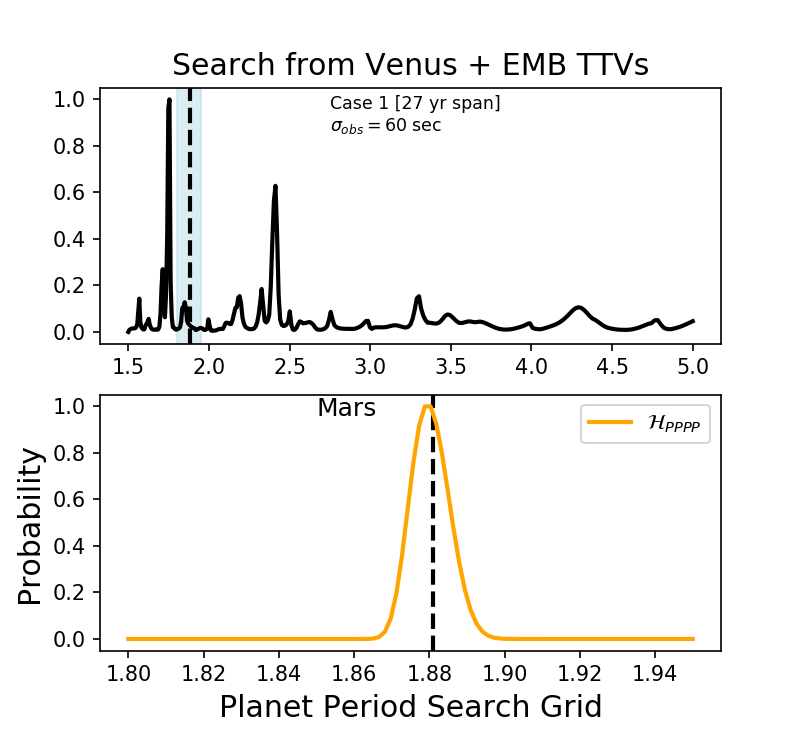 Search from Venus + EMB TTVs
Case 1 [27 yr span]
σ_obs = 60 sec
1.0
0.8
0.6
0.4
0.2
0.0
1.5 2.0 2.5 3.0 3.5 4.0 4.5 5.0
Mars
ℋ_PPPP
1.0
0.8
0.6
0.4
0.2
0.0
Probability
1.80 1.82 1.84 1.86 1.88 1.90 1.92 1.94
Planet Period Search Grid